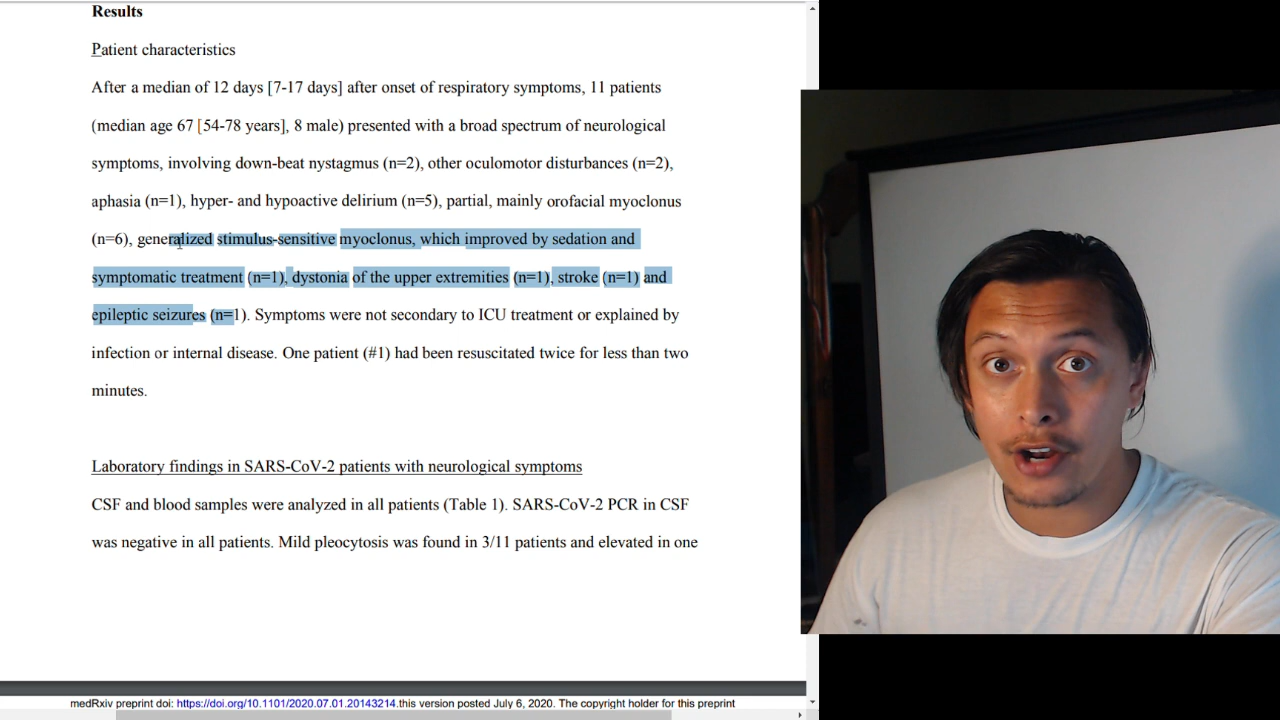 Results
Patient characteristics
After a median of 12 days [7-17 days] after onset of respiratory symptoms, 11 patients
(median age 67 [54-78 years], 8 male) presented with a broad spectrum of neurological
symptoms, involving down-beat nystagmus (n=2), other oculomotor disturbances (n=2),
aphasia (n=1), hyper- and hypoactive delirium (n=5), partial, mainly orofacial myoclonus
(n=6), generalized stimulus-sensitive myoclonus, which improved by sedation and
symptomatic treatment (n=1), dystonia of the upper extremities (n=1), stroke (n=1) and
epileptic seizures (n=1). Symptoms were not secondary to ICU treatment or explained by
infection or internal disease. One patient (#1) had been resuscitated twice for less than two
minutes.
Laboratory findings in SARS-CoV-2 patients with neurological symptoms
CSF and blood samples were analyzed in all patients (Table 1). SARS-CoV-2 PCR in CSF
was negative in all patients. Mild pleocytosis was found in 3/11 patients and elevated in one
medRxiv preprint doi: https://doi.org/10.1101/2020.07.01.20143214.this version posted July 6, 2020. The copyright holder for this preprint